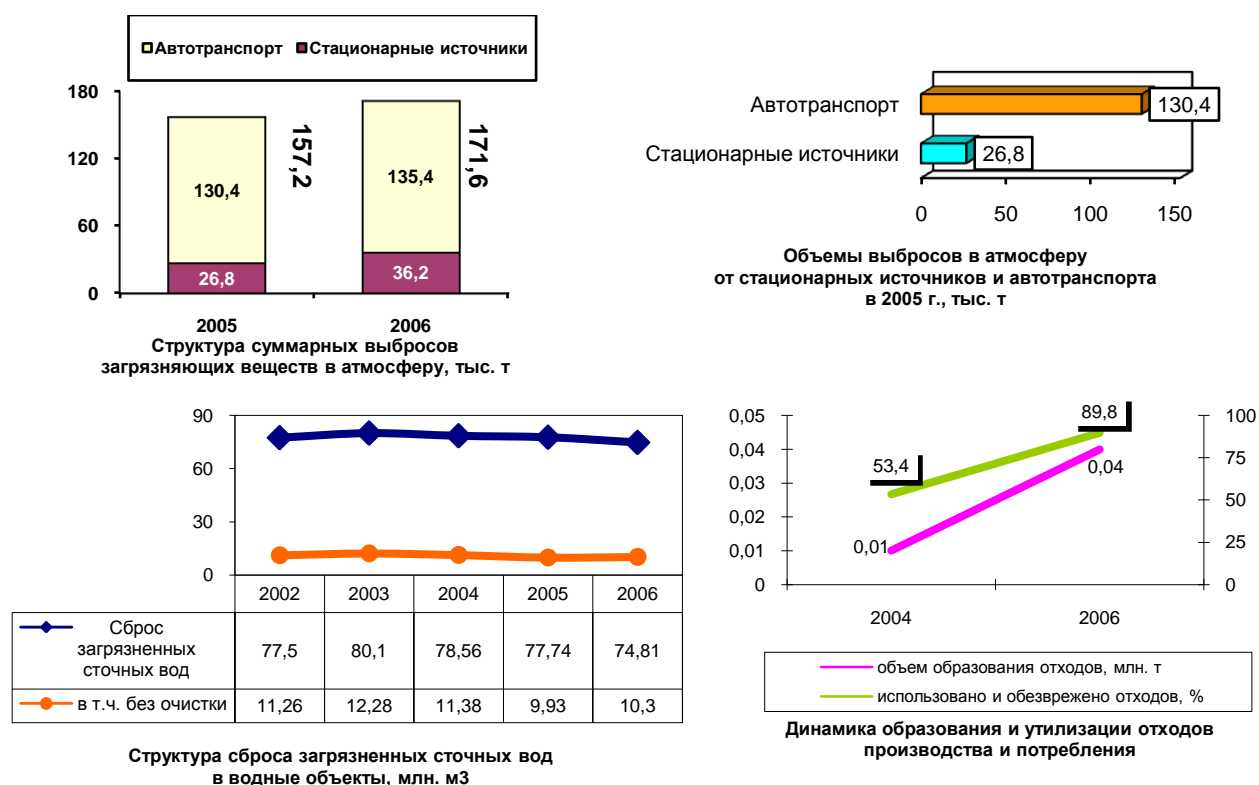 Автотранспорт Стационарные источники
180
120
60
0
157,2
171,6
130,4
135,4
26,8
36,2
2005 2006
Структура суммарных выбросов
загрязняющих веществ в атмосферу, тыс. т
Автотранспорт 130,4
Стационарные источники 26,8
0 50 100 150
Объемы выбросов в атмосферу
от стационарных источников и автотранспорта
в 2005 г., тыс. т
90
60
30
0
2002 2003 2004 2005 2006
Сброс
загрязненных
сточных вод
77,5 80,1 78,56 77,74 74,81
в т.ч. без очистки 11,26 12,28 11,38 9,93 10,3
Структура сброса загрязненных сточных вод
в водные объекты, млн. м3
0,05
0,04
0,03
0,02
0,01
0
53,4
89,8
0,01
0,04
100
75
50
25
0
2004 2006
объем образования отходов, млн. т
использовано и обезврежено отходов, %
Динамика образования и утилизации отходов
производства и потребления